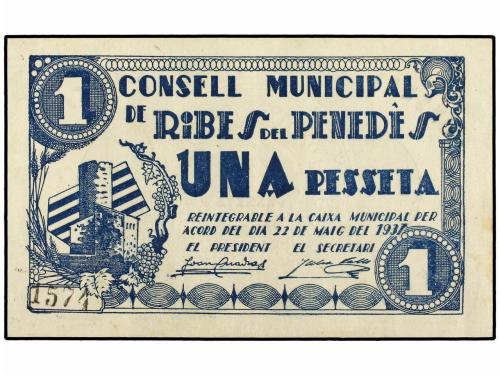 1
CONSELL MUNICIPAL
DE RIBES DEL PENEDÈS
UNA PESSETA
REINTEGRABLE A LA CAIXA MUNICIPAL PER
ACORD DEL DIA 22 DE MAIG DEL 1937
EL PRESIDENT EL SECRETARI
1
1574